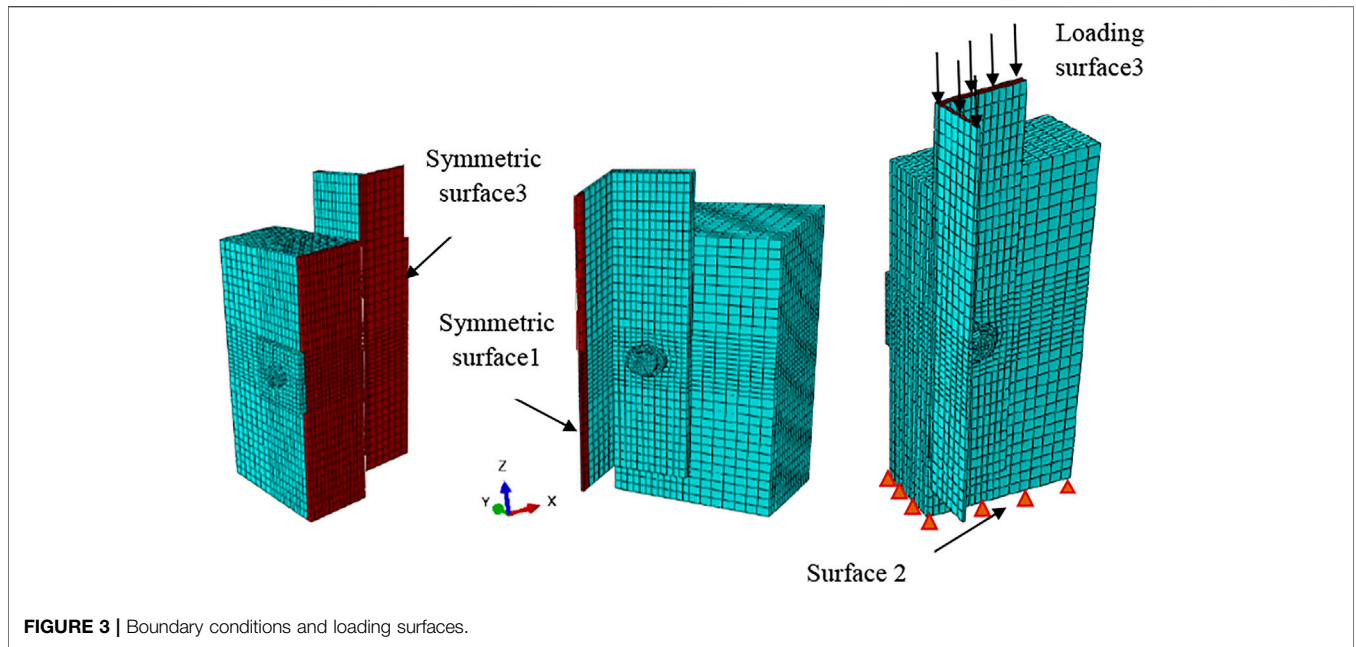 Loading
surface3
Symmetric
surface3
Symmetric
surface1
Z
Y
X
Surface 2
FIGURE 3 | Boundary conditions and loading surfaces.